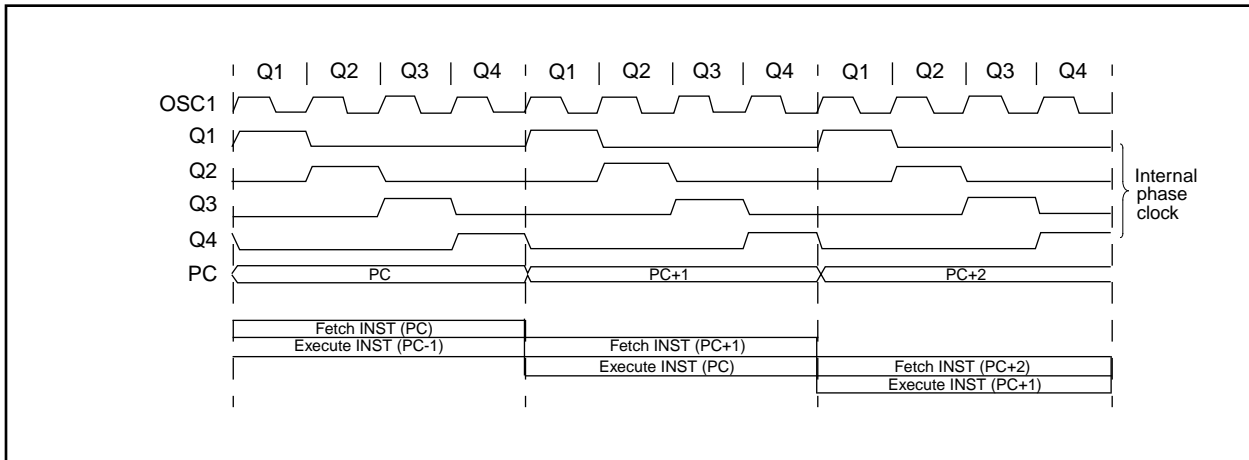 Q1 Q2 Q3 Q4 Q1 Q2 Q3 Q4 Q1 Q2 Q3 Q4
OSC1
Q1
Q2
Q3
Q4
Internal
phase
clock
PC PC PC+1 PC+2
Fetch INST (PC)
Execute INST (PC-1) Fetch INST (PC+1)
Execute INST (PC) Fetch INST (PC+2)
Execute INST (PC+1)